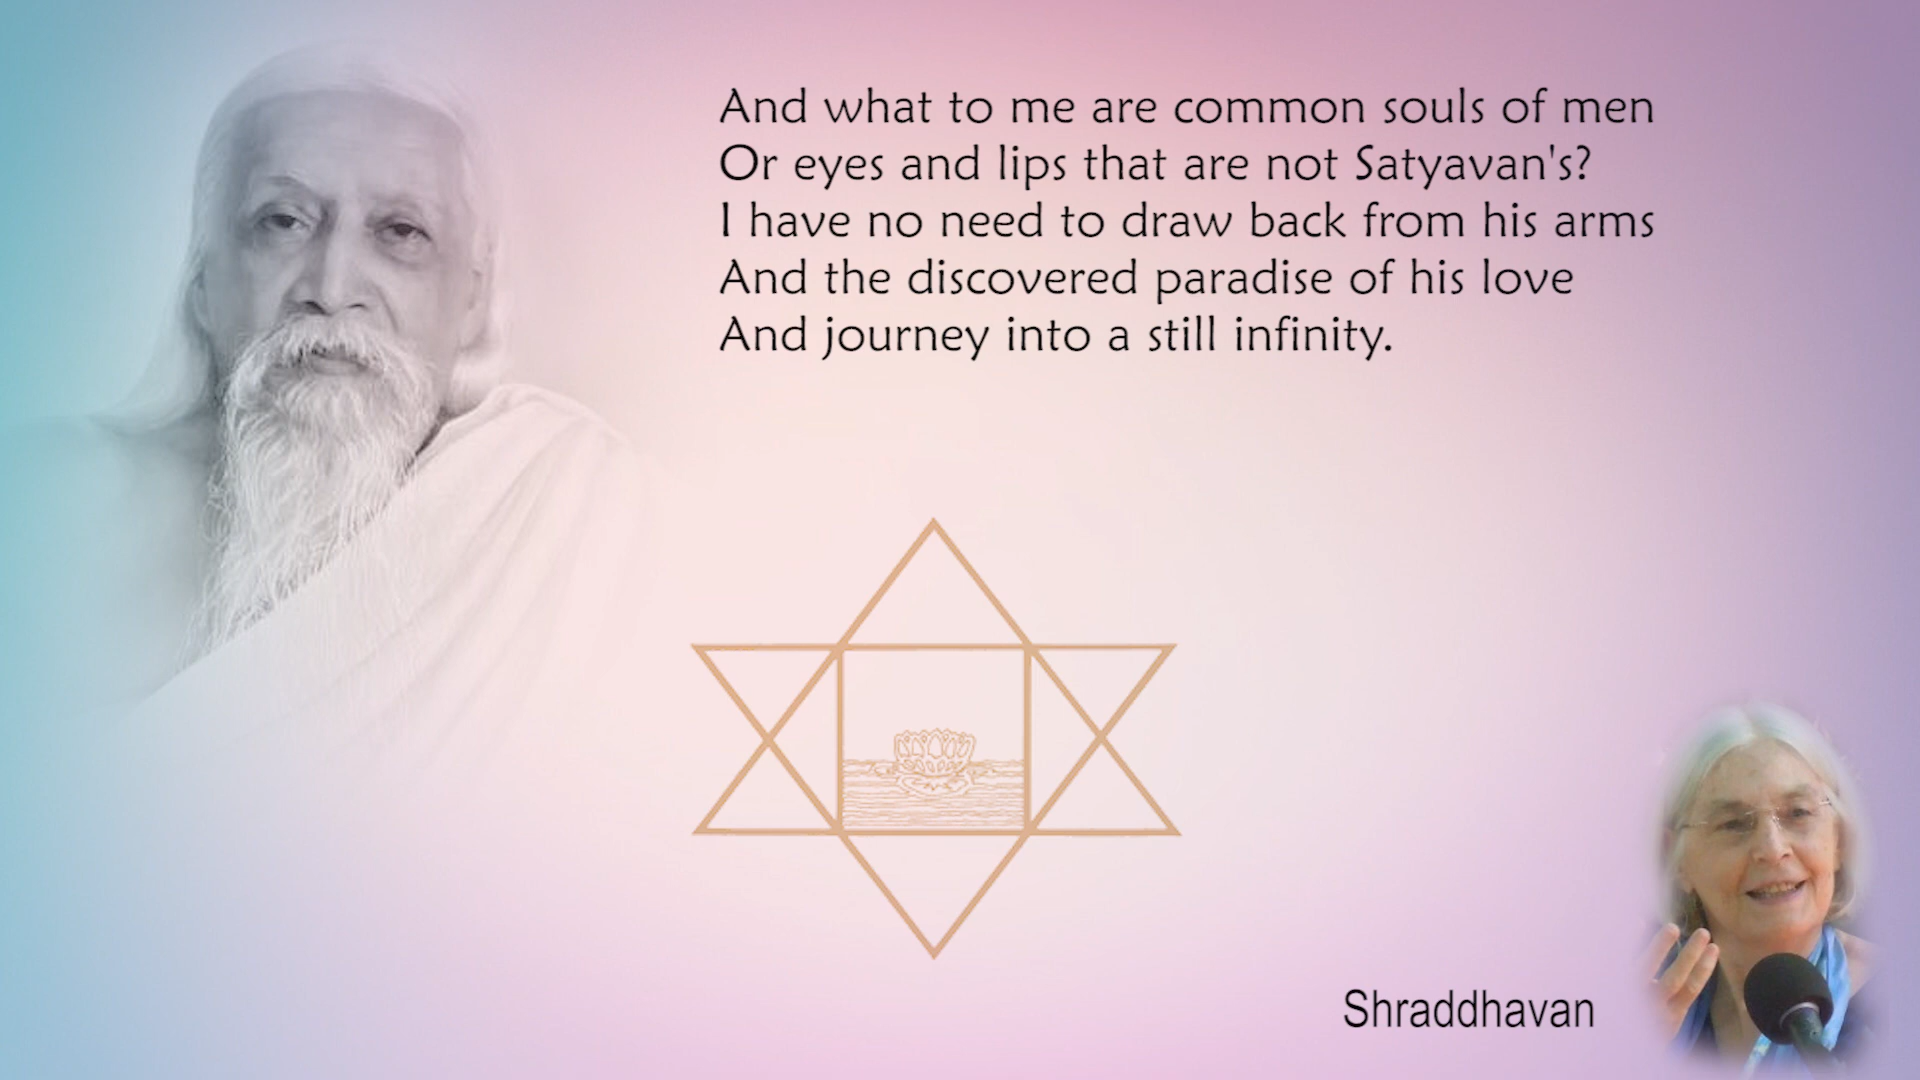 And what to me are common souls of men
Or eyes and lips that are not Satyavan's?
I have no need to draw back from his arms
And the discovered paradise of his love
And journey into a still infinity.
Shraddhavan